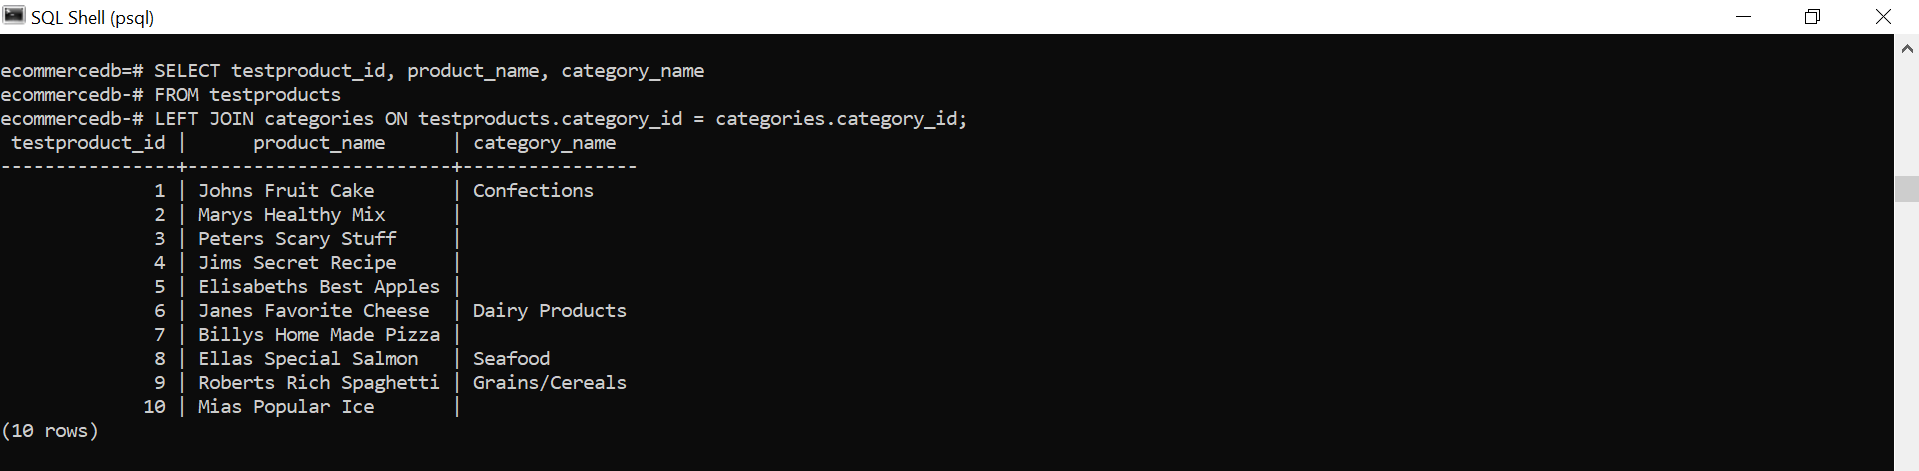 SQL Shell (psql)
ecommercedb=# SELECT testproduct_id, product_name, category_name
ecommercedb-# FROM testproducts
ecommercedb-# LEFT JOIN categories ON testproducts.category_id = categories.category_id;
 testproduct_id |      product_name      | category_name
----------------+------------------------+----------------
              1 | Johns Fruit Cake       | Confections
              2 | Marys Healthy Mix      |
              3 | Peters Scary Stuff     |
              4 | Jims Secret Recipe     |
              5 | Elisabeths Best Apples |
              6 | Janes Favorite Cheese  | Dairy Products
              7 | Billys Home Made Pizza |
              8 | Ellas Special Salmon   | Seafood
              9 | Roberts Rich Spaghetti | Grains/Cereals
             10 | Mias Popular Ice       |
(10 rows)